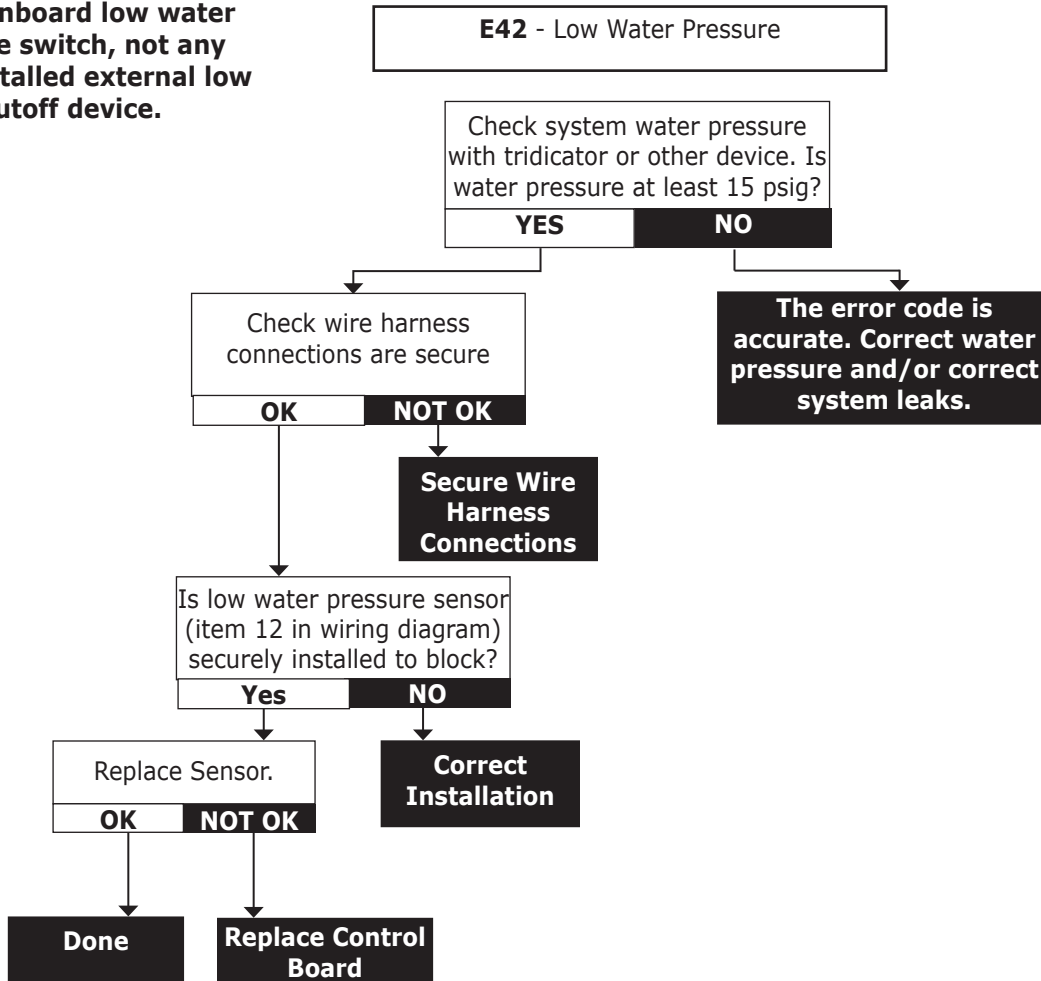 nboard low water
e switch, not any
talled external low
utoff device.
E42 - Low Water Pressure
Check system water pressure
with tridicator or other device. Is
water pressure at least 15 psig?
YES
NO
Check wire harness
connections are secure
The error code is
accurate. Correct water
pressure and/or correct
system leaks.
OK
NOT OK
Secure Wire
Harness
Connections
Is low water pressure sensor
(item 12 in wiring diagram)
securely installed to block?
Yes
NO
Replace Sensor.
Correct
Installation
OK
NOT OK
Done
Replace Control
Board